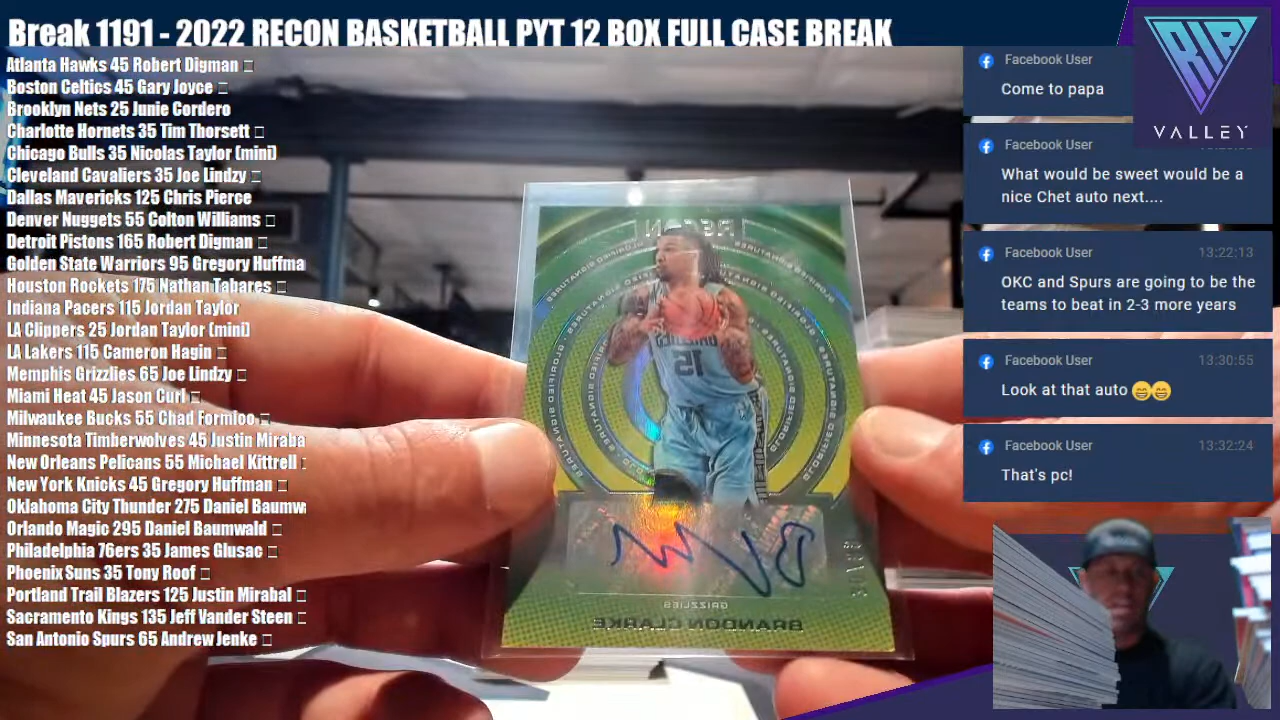 Break 1191 - 2022 RECON BASKETBALL PYT 12 BOX FULL CASE BREAK
Atlanta Hawks 45 Robert Digman
Boston Celtics 45 Gary Joyce
Brooklyn Nets 25 Junie Cordero
Charlotte Hornets 35 Tim Thorsett
Chicago Bulls 35 Nicolas Taylor (mini)
Cleveland Cavaliers 35 Joe Lindzy
Dallas Mavericks 125 Chris Pierce
Denver Nuggets 55 Colton Williams
Detroit Pistons 165 Robert Digman
Golden State Warriors 95 Gregory Huffma
Houston Rockets 175 Nathan Tabares
Indiana Pacers 115 Jordan Taylor
LA Clippers 25 Jordan Taylor (mini)
LA Lakers 115 Cameron Hagin
Memphis Grizzlies 65 Joe Lindzy
Miami Heat 45 Jason Curl
Milwaukee Bucks 55 Chad Formico
Minnesota Timberwolves 45 Justin Miraba
New Orleans Pelicans 55 Michael Kittrell
New York Knicks 45 Gregory Huffman
Oklahoma City Thunder 275 Daniel Baumw
Orlando Magic 295 Daniel Baumwald
Philadelphia 76ers 35 James Glusac
Phoenix Suns 35 Tony Roof
Portland Trail Blazers 125 Justin Mirabal
Sacramento Kings 135 Jeff Vander Steen
San Antonio Spurs 65 Andrew Jenke
RECON
GLORIFIED SIGNATURES
GRIZZLIES
15
GRIZZLIES
BRANDON CLARKE
RIP
VALLEY
Facebook User
Come to papa
Facebook User
What would be sweet would be a
nice Chet auto next....
Facebook User 13:22:13
OKC and Spurs are going to be the
teams to beat in 2-3 more years
Facebook User 13:30:55
Look at that auto 😁😁
Facebook User 13:32:24
That's pc!